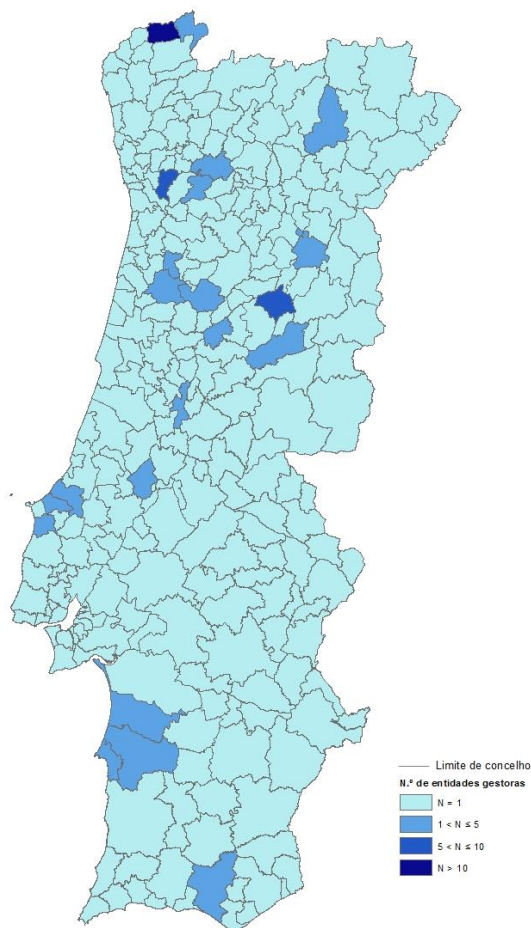 Limite de concelho
N.º de entidades gestoras
N = 1
1 < N ≤ 5
5 < N ≤ 10
N > 10